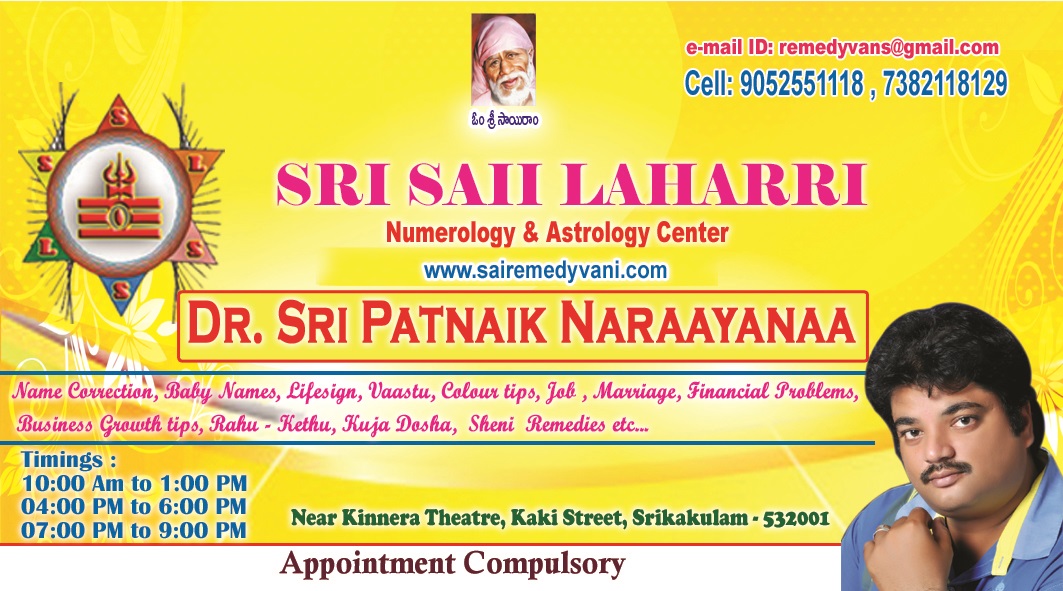 e-mail ID: remedyvans@gmail.com
Cell: 9052551118 , 7382118129
ఓం శ్రీ సాయిరాం
S
S L
L S
S
SRI SAII LAHARRI
Numerology & Astrology Center
www.sairemedyvani.com
DR. SRI PATNAIK NARAAYANAA
Name Correction, Baby Names, Lifesign, Vaastu, Colour tips, Job , Marriage, Financial Problems,
Business Growth tips, Rahu - Kethu, Kuja Dosha, Sheni Remedies etc...
Timings :
10:00 Am to 1:00 PM
04:00 PM to 6:00 PM
07:00 PM to 9:00 PM
Near Kinnera Theatre, Kaki Street, Srikakulam - 532001
Appointment Compulsory